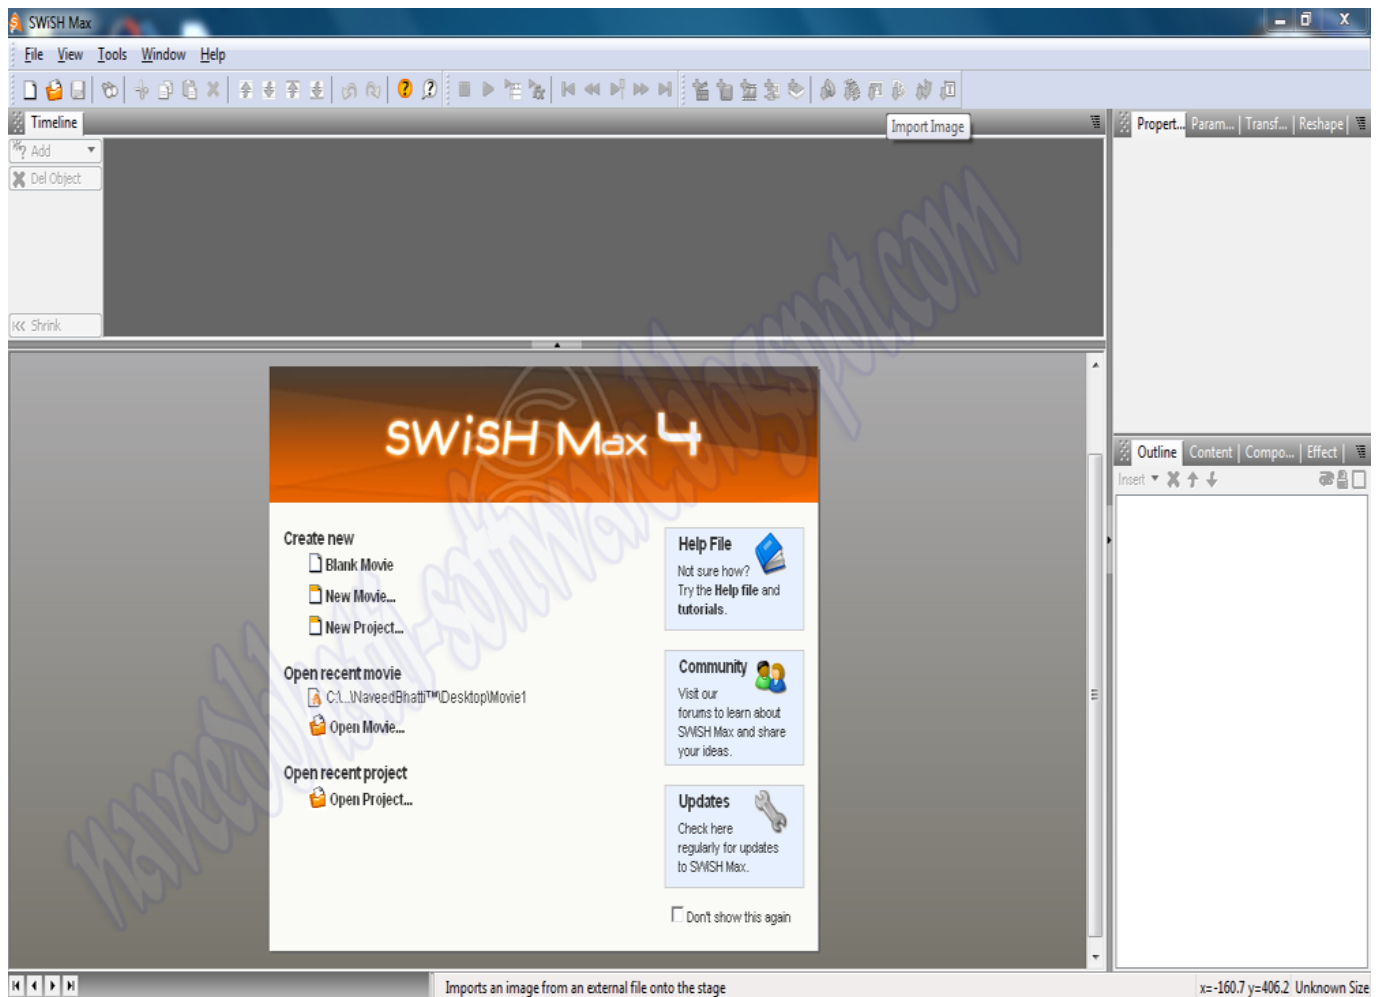 SWiSH Max
File View Tools Window Help
Timeline
Import Image
Propert... Param... Transf... Reshape
Add
Del Object
Shrink
SWiSH Max 4
Create new
Blank Movie
New Movie...
New Project...
Open recent movie
C:\...\NaveedBhatti™\Desktop\Movie1
Open Movie...
Open recent project
Open Project...
Help File
Not sure how?
Try the Help file and
tutorials.
Community
Visit our
forums to learn about
SWiSH Max and share
your ideas.
Updates
Check here
regularly for updates
to SWiSH Max.
Don't show this again
Outline Content Compo... Effect
Insert
naveedbhatti-software.blogspot.com
Imports an image from an external file onto the stage
x=-160.7 y=406.2 Unknown Size